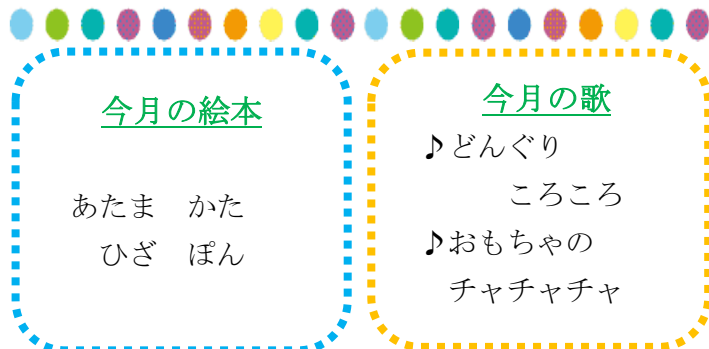 今月の絵本
あたま　かた
ひざ　ぽん
今月の歌
♪どんぐり
ころころ
♪おもちゃの
チャチャチャ